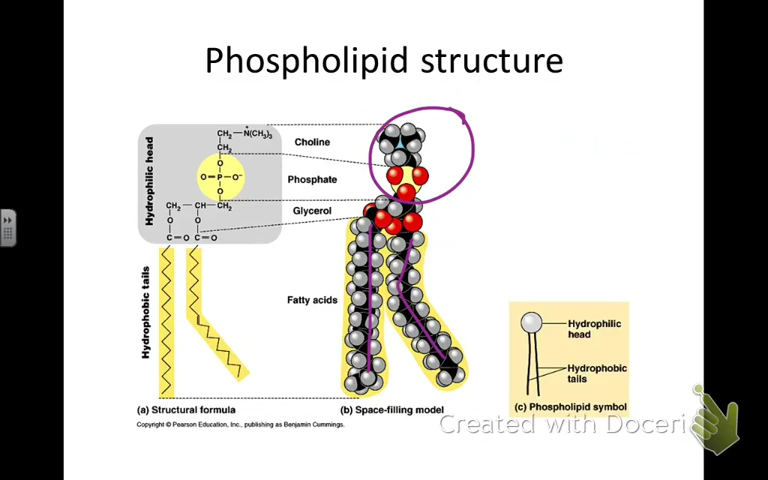 Phospholipid structure
Hydrophilic head
CH₂—N⁺(CH₃)₃
CH₂
O
O=P—O⁻
O
CH₂—CH—CH₂
O O
C=O C=O
Choline
Phosphate
Glycerol
Hydrophobic tails
Fatty acids
Hydrophilic
head
Hydrophobic
tails
(a) Structural formula
(b) Space-filling model
(c) Phospholipid symbol
Copyright © Pearson Education, Inc., publishing as Benjamin Cummings.
Created with Doceri